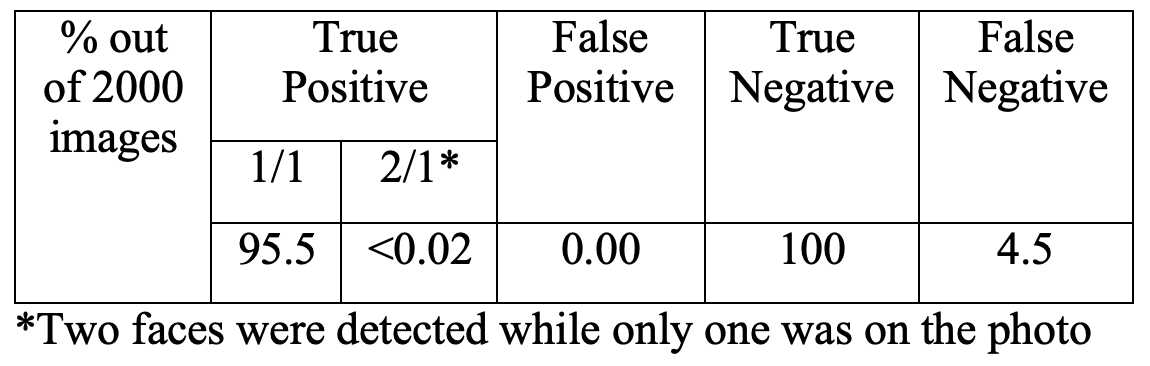 % out of 2000 images
True Positive
False Positive
True Negative
False Negative
1/1
2/1*
95.5
<0.02
0.00
100
4.5
*Two faces were detected while only one was on the photo